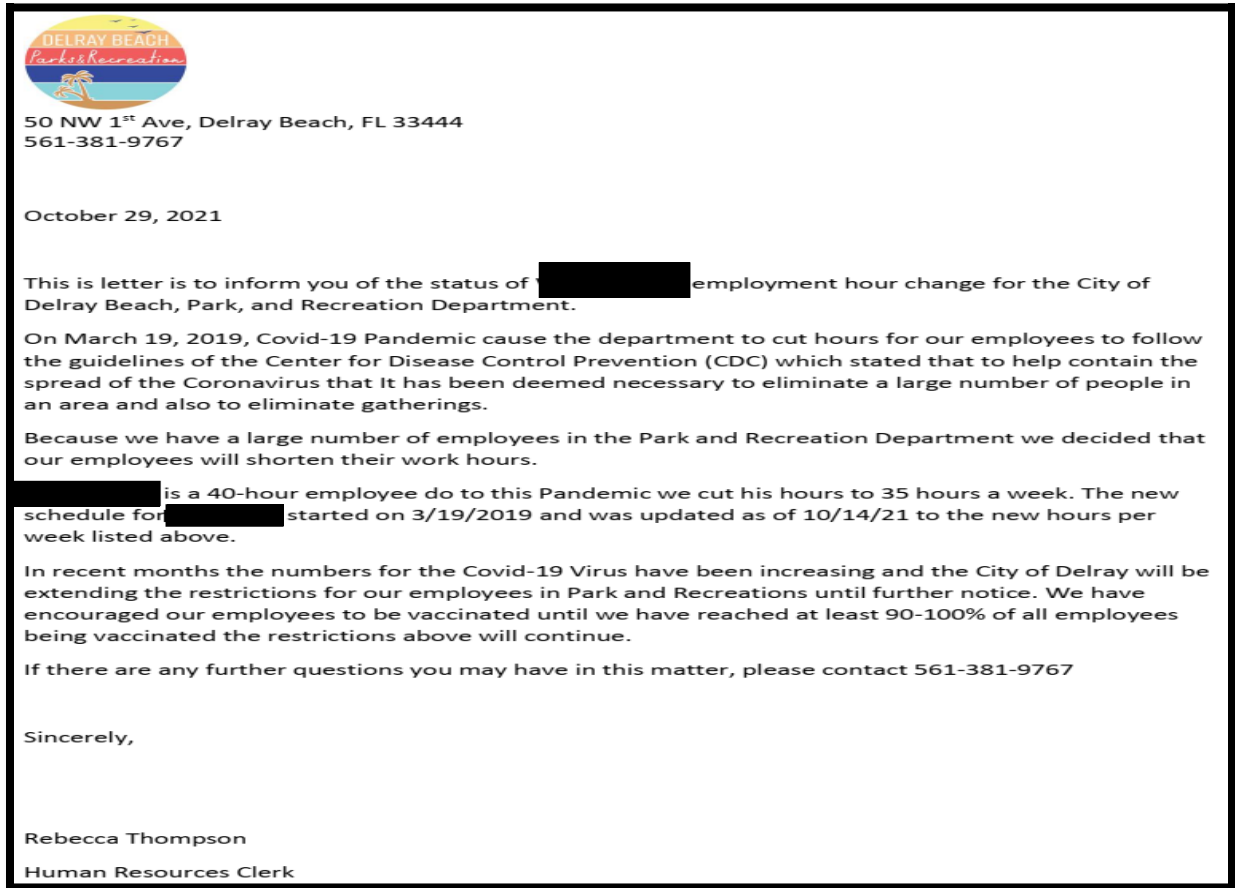 DELRAY BEACH
Parks&Recreation
50 NW 1st Ave, Delray Beach, FL 33444
561-381-9767
October 29, 2021
This is letter is to inform you of the status of employment hour change for the City of
Delray Beach, Park, and Recreation Department.
On March 19, 2019, Covid-19 Pandemic cause the department to cut hours for our employees to follow
the guidelines of the Center for Disease Control Prevention (CDC) which stated that to help contain the
spread of the Coronavirus that It has been deemed necessary to eliminate a large number of people in
an area and also to eliminate gatherings.
Because we have a large number of employees in the Park and Recreation Department we decided that
our employees will shorten their work hours.
is a 40-hour employee do to this Pandemic we cut his hours to 35 hours a week. The new
schedule for started on 3/19/2019 and was updated as of 10/14/21 to the new hours per
week listed above.
In recent months the numbers for the Covid-19 Virus have been increasing and the City of Delray will be
extending the restrictions for our employees in Park and Recreations until further notice. We have
encouraged our employees to be vaccinated until we have reached at least 90-100% of all employees
being vaccinated the restrictions above will continue.
If there are any further questions you may have in this matter, please contact 561-381-9767
Sincerely,
Rebecca Thompson
Human Resources Clerk